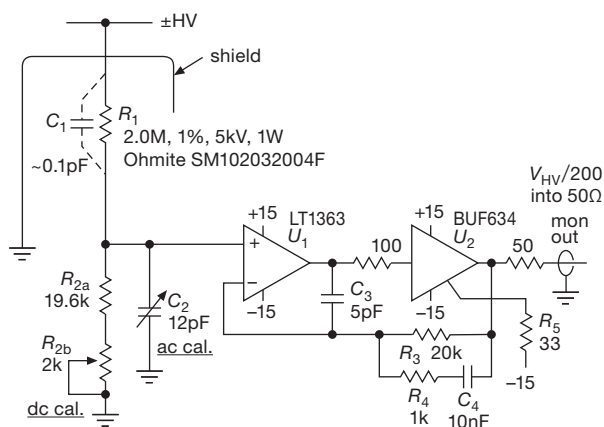 ±HV
shield
C1
R1
2.0M, 1%, 5kV, 1W
Ohmite SM102032004F
~0.1pF
VHV/200
into 50Ω
mon
out
+15
LT1363
U1
+
−
−15
100
+15
BUF634
U2
−15
50
R2a
19.6k
C2
12pF
ac cal.
C3
5pF
R5
33
−15
R3
20k
R4
1k
C4
10nF
R2b
2k
dc cal.